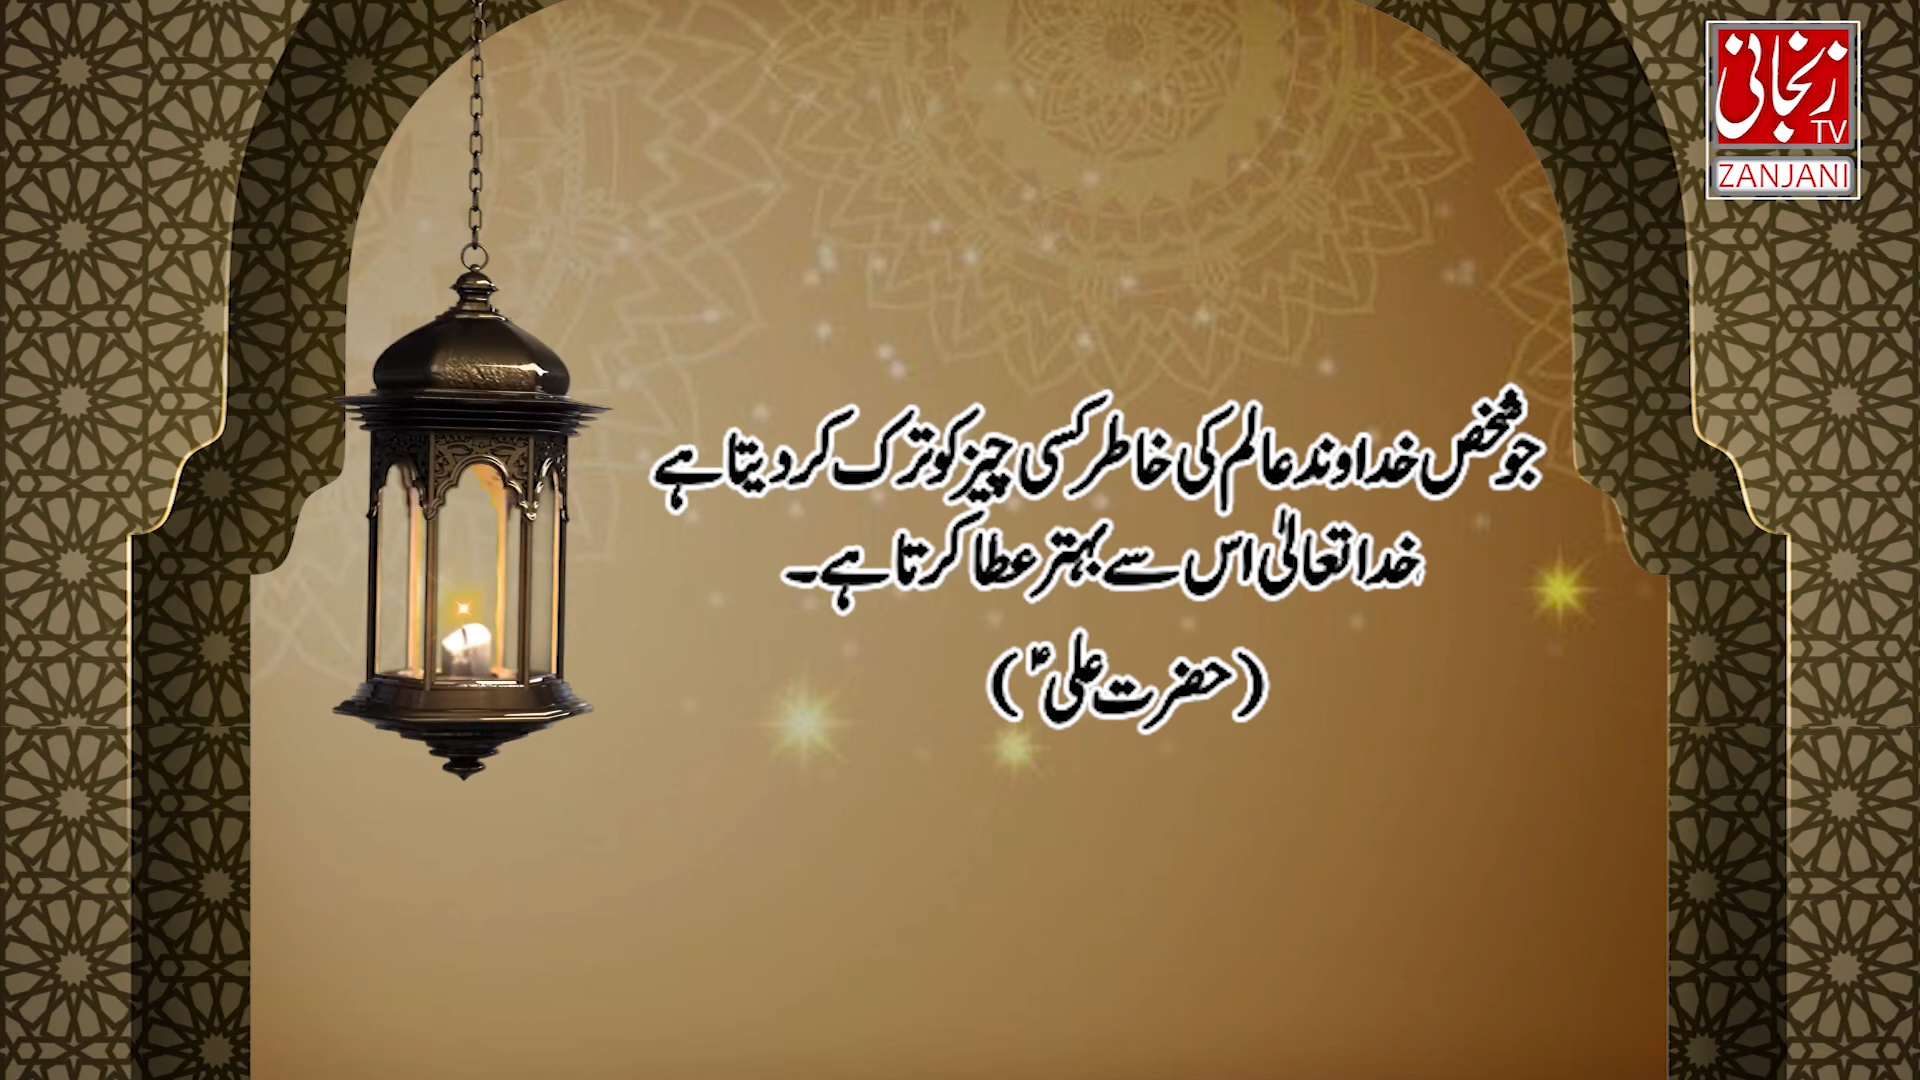 زنجانی
TV
ZANJANI
جو شخص خداوند عالم کی خاطر کسی چیز کو ترک کر دیتا ہے
خدا تعالیٰ اس سے بہتر عطا کرتا ہے۔
(حضرت علیؑ)